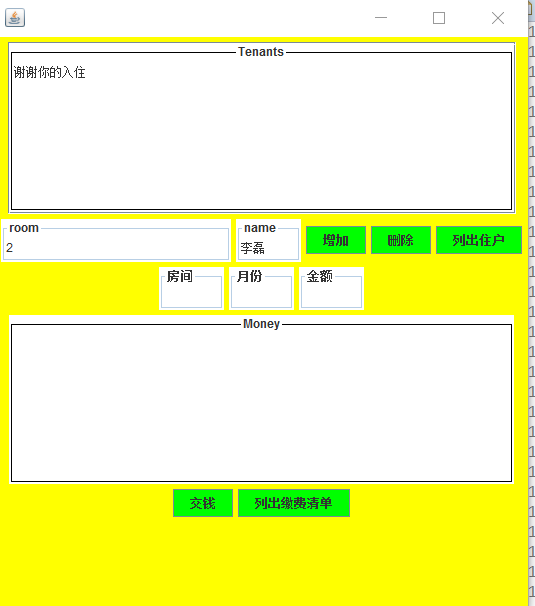 Tenants
谢谢你的入住
room
name
2
李磊
增加
删除
列出住户
房间
月份
金额
Money
交钱
列出缴费清单